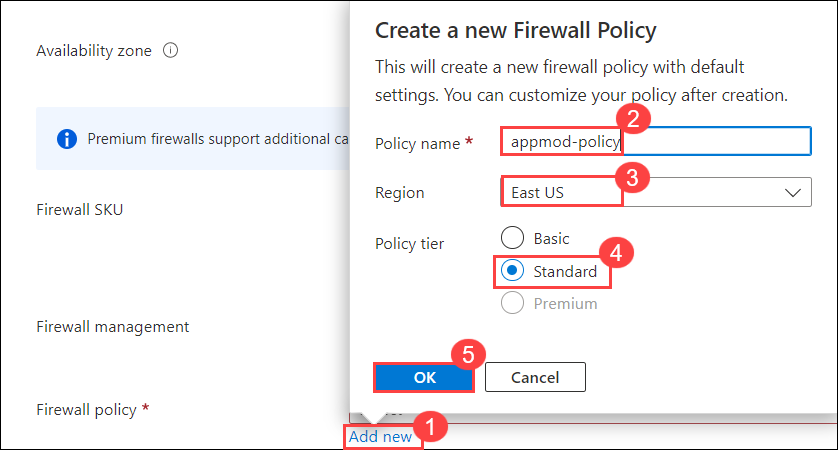 Create a new Firewall Policy
This will create a new firewall policy with default
settings. You can customize your policy after creation.
Availability zone
Premium firewalls support additional ca
2
Policy name *
appmod-policy
3
Region
East US
Firewall SKU
Policy tier
Basic
4
Standard
Premium
Firewall management
5
OK
Cancel
Firewall policy *
1
Add new